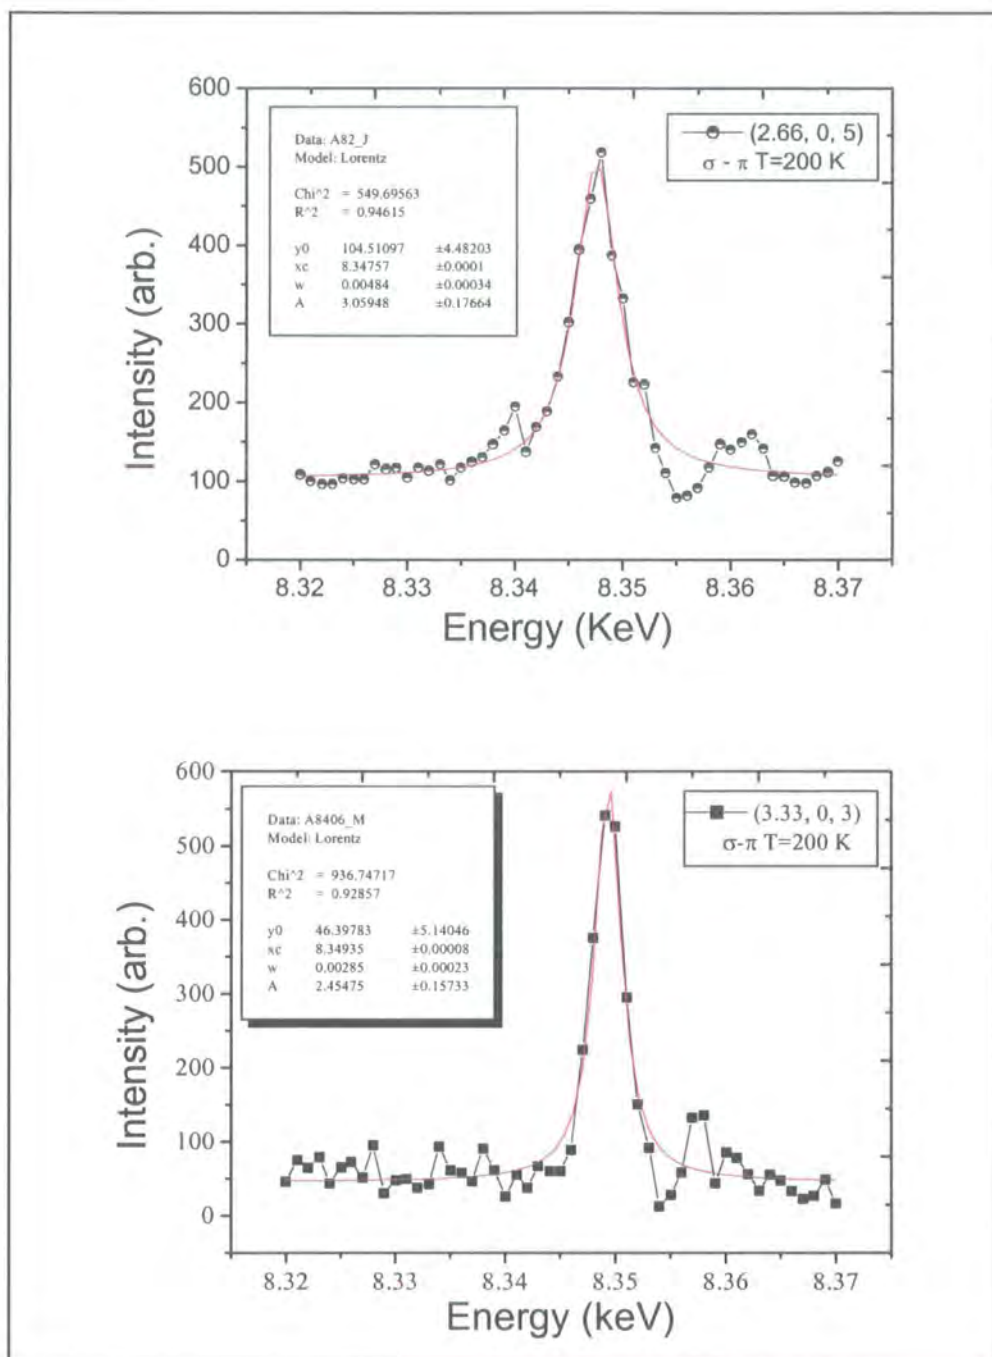 600
500
400
300
200
100
0
Intensity (arb.)
Data: A82_J
Model: Lorentz
Chi^2 = 549.69563
R^2 = 0.94615
y0 104.51097 ±4.48203
xc 8.34757 ±0.0001
w 0.00484 ±0.00034
A 3.05948 ±0.17664
(2.66, 0, 5)
σ - π T=200 K
8.32 8.33 8.34 8.35 8.36 8.37
Energy (KeV)
600
500
400
300
200
100
0
Intensity (arb.)
Data: A8406_M
Model: Lorentz
Chi^2 = 936.74717
R^2 = 0.92857
y0 46.39783 ±5.14046
xc 8.34935 ±0.00008
w 0.00285 ±0.00023
A 2.45475 ±0.15733
(3.33, 0, 3)
σ-π T=200 K
8.32 8.33 8.34 8.35 8.36 8.37
Energy (keV)